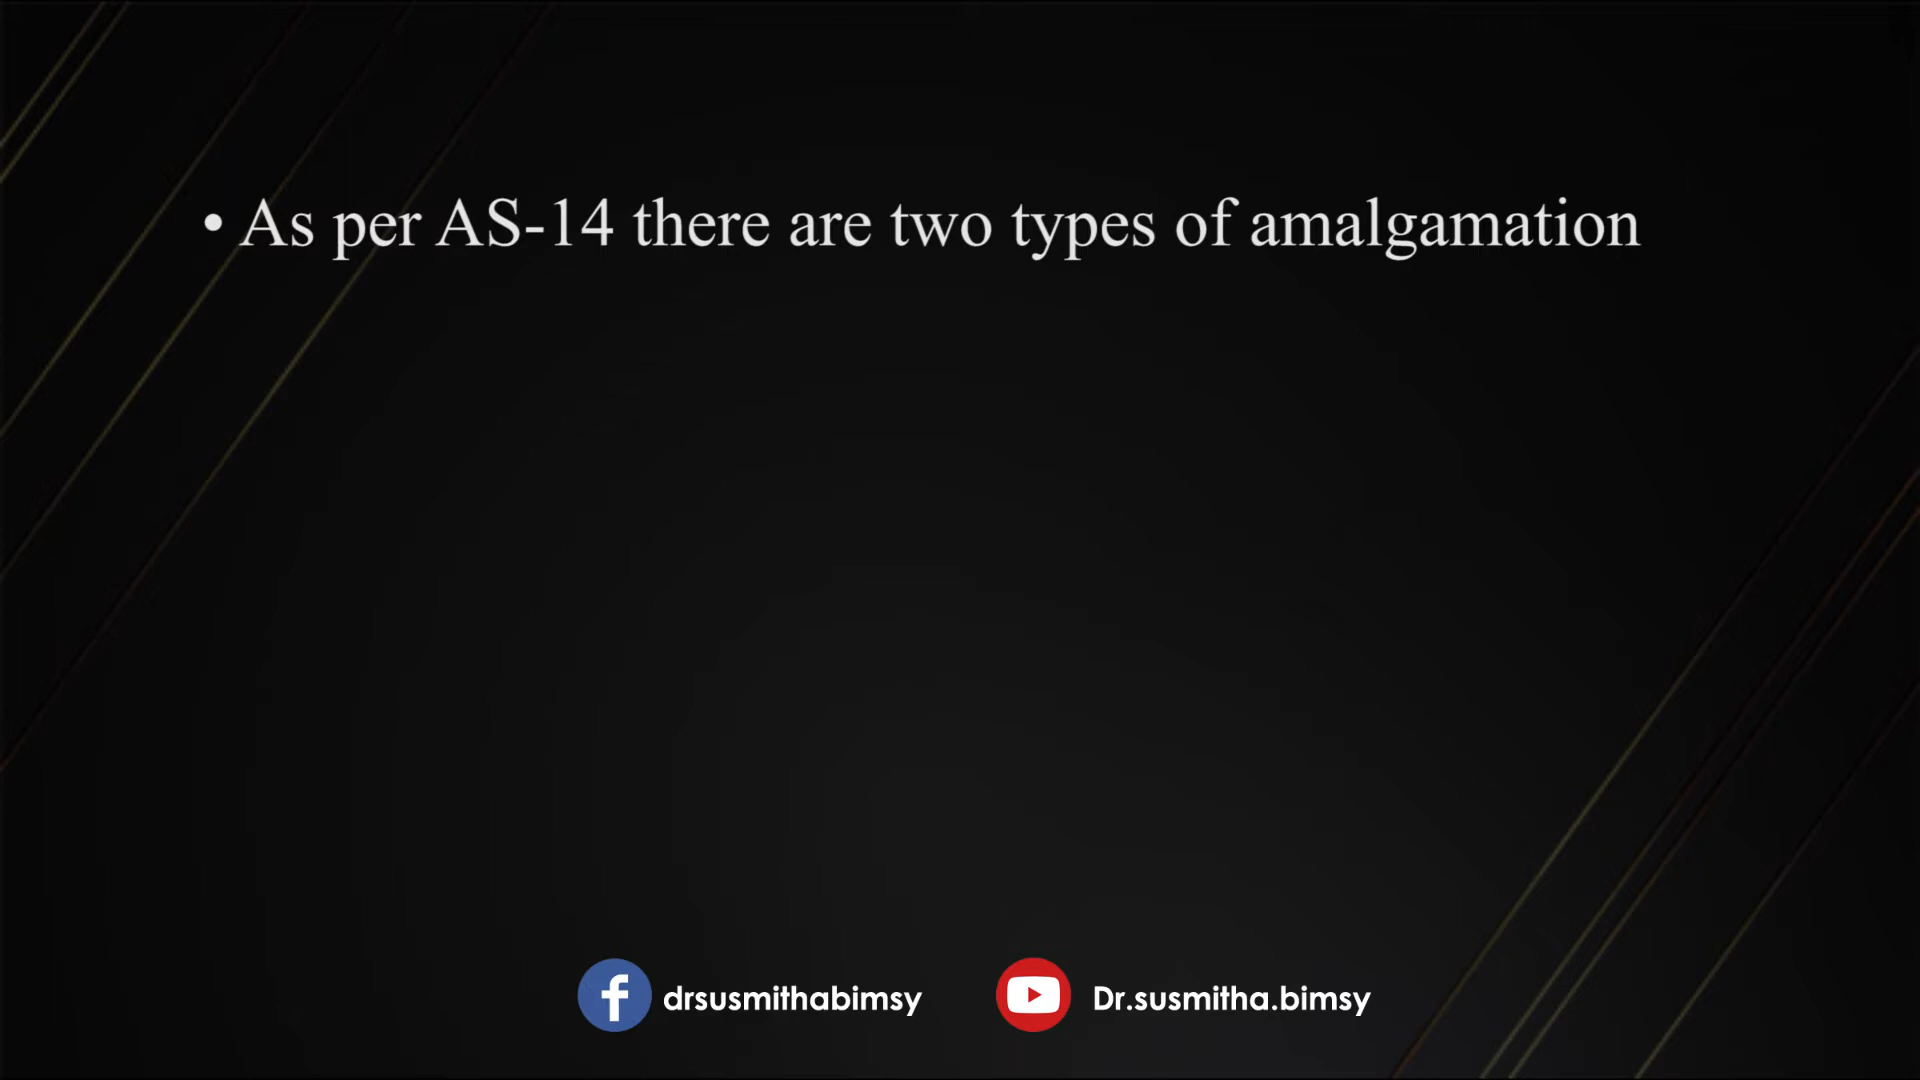 • As per AS-14 there are two types of amalgamation
drsusmithabimsy
Dr.susmitha.bimsy